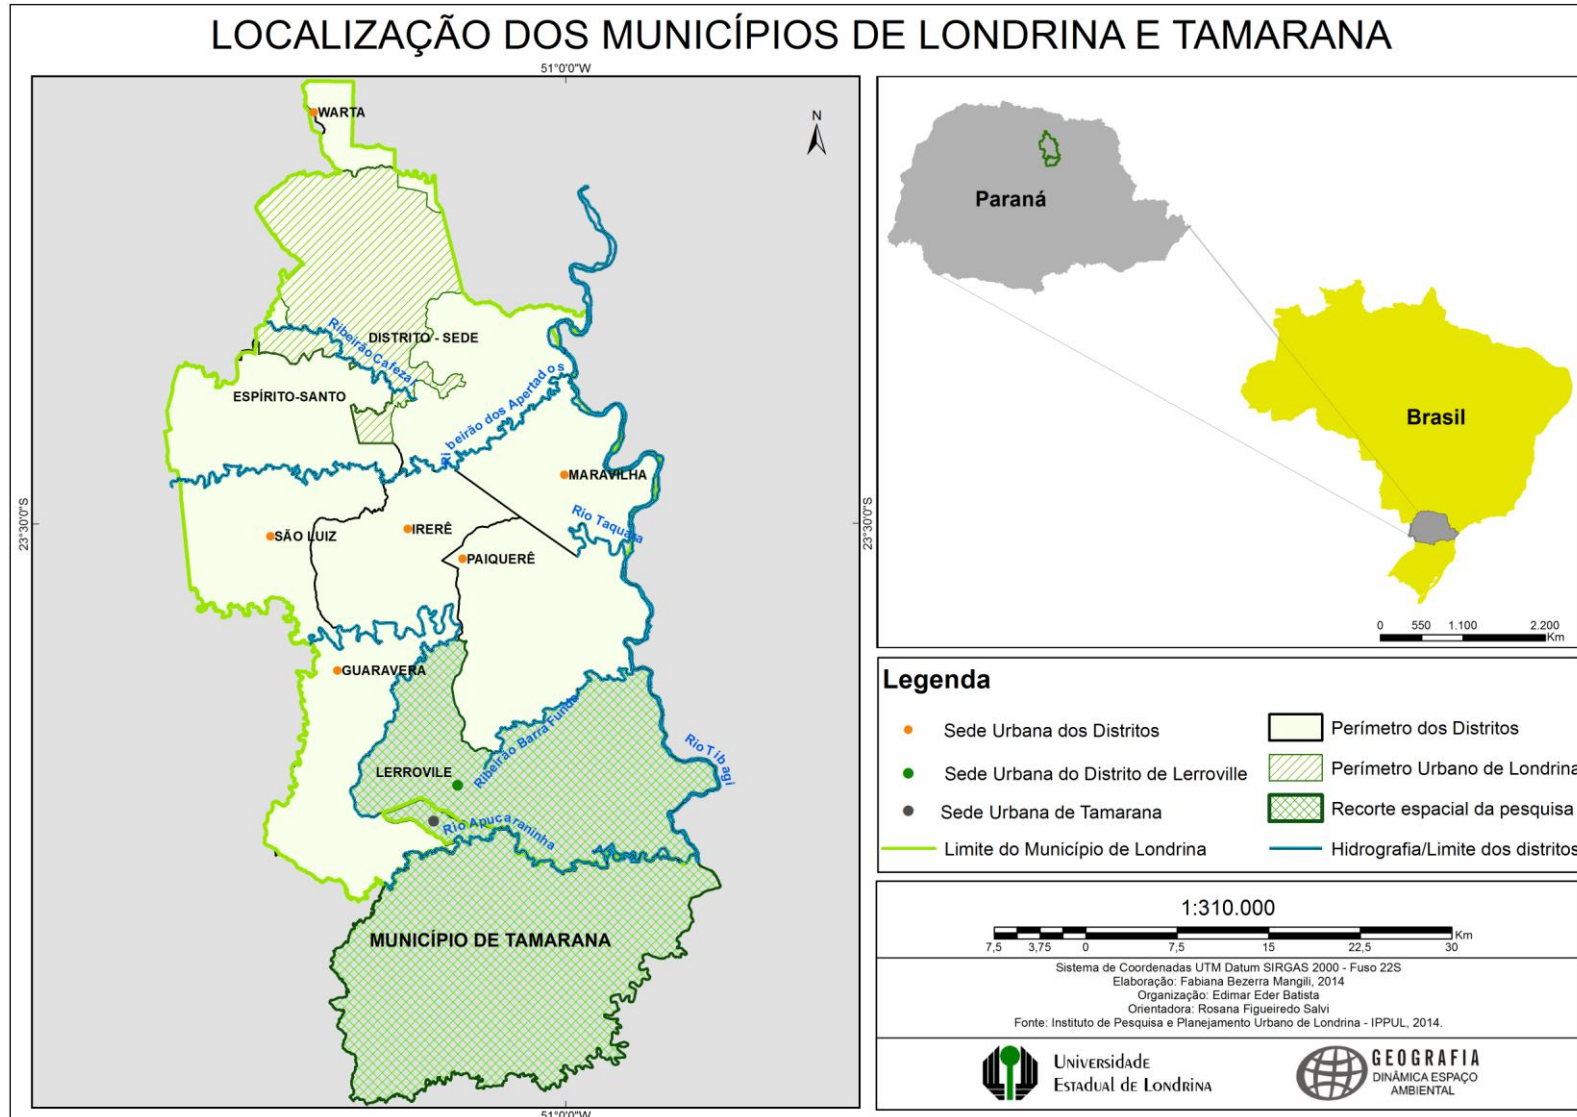 LOCALIZAÇÃO DOS MUNICÍPIOS DE LONDRINA E TAMARANA
51°0'0"W
N
WARTA
DISTRITO - SEDE
Ribeirão Cafezal
ESPÍRITO-SANTO
Ribeirão dos Apertados
MARAVILHA
23°30'0"S
23°30'0"S
Rio Taquara
SÃO LUIZ
IRERÊ
PAIQUERÊ
GUARAVERA
Ribeirão Barra Funda
Rio Tibagi
LERROVILE
Rio Apucaraninha
MUNICÍPIO DE TAMARANA
51°0'0"W
Paraná
Brasil
0 550 1.100 2.200
Km
Legenda
Sede Urbana dos Distritos
Sede Urbana do Distrito de Lerroville
Sede Urbana de Tamarana
Limite do Município de Londrina
Perímetro dos Distritos
Perímetro Urbano de Londrina
Recorte espacial da pesquisa
Hidrografia/Limite dos distritos
1:310.000
Km
7,5 3,75 0 7,5 15 22,5 30
Sistema de Coordenadas UTM Datum SIRGAS 2000 - Fuso 22S
Elaboração: Fabiana Bezerra Mangili, 2014
Organização: Edimar Eder Batista
Orientadora: Rosana Figueiredo Salvi
Fonte: Instituto de Pesquisa e Planejamento Urbano de Londrina - IPPUL, 2014.
UNIVERSIDADE
ESTADUAL DE LONDRINA
GEOGRAFIA
DINÂMICA ESPAÇO
AMBIENTAL